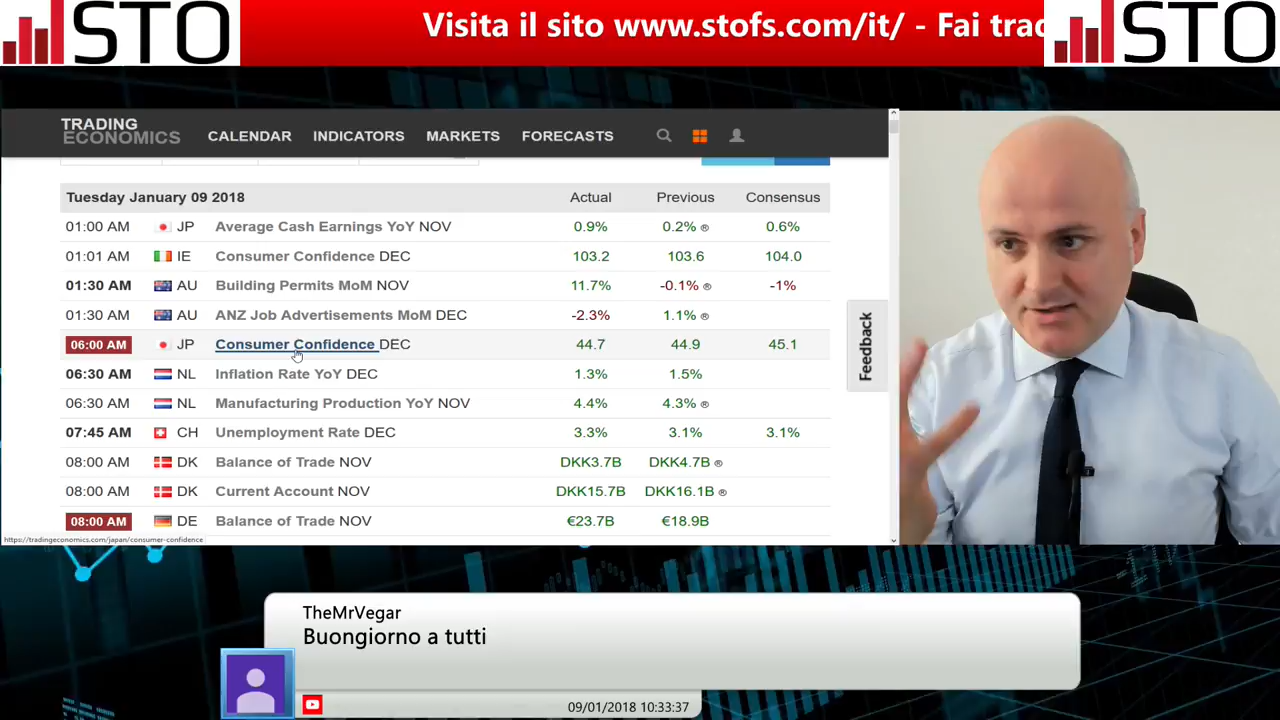 STO
Visita il sito www.stofs.com/it/ - Fai trad
STO
TRADING
ECONOMICS
CALENDAR INDICATORS MARKETS FORECASTS
Tuesday January 09 2018 Actual Previous Consensus
01:00 AM JP Average Cash Earnings YoY NOV 0.9% 0.2% ® 0.6%
01:01 AM IE Consumer Confidence DEC 103.2 103.6 104.0
01:30 AM AU Building Permits MoM NOV 11.7% -0.1% ® -1%
01:30 AM AU ANZ Job Advertisements MoM DEC -2.3% 1.1% ®
06:00 AM JP Consumer Confidence DEC 44.7 44.9 45.1
06:30 AM NL Inflation Rate YoY DEC 1.3% 1.5%
06:30 AM NL Manufacturing Production YoY NOV 4.4% 4.3% ®
07:45 AM CH Unemployment Rate DEC 3.3% 3.1% 3.1%
08:00 AM DK Balance of Trade NOV DKK3.7B DKK4.7B ®
08:00 AM DK Current Account NOV DKK15.7B DKK16.1B ®
08:00 AM DE Balance of Trade NOV €23.7B €18.9B
Feedback
https://tradingeconomics.com/japan/consumer-confidence
TheMrVegar
Buongiorno a tutti
09/01/2018 10:33:37